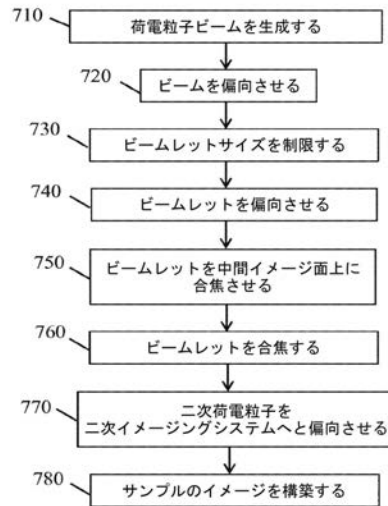 710
荷電粒子ビームを生成する
720
ビームを偏向させる
730
ビームレットサイズを制限する
740
ビームレットを偏向させる
750
ビームレットを中間イメージ面上に
合焦させる
760
ビームレットを合焦する
770
二次荷電粒子を
二次イメージングシステムへと偏向させる
780
サンプルのイメージを構築する